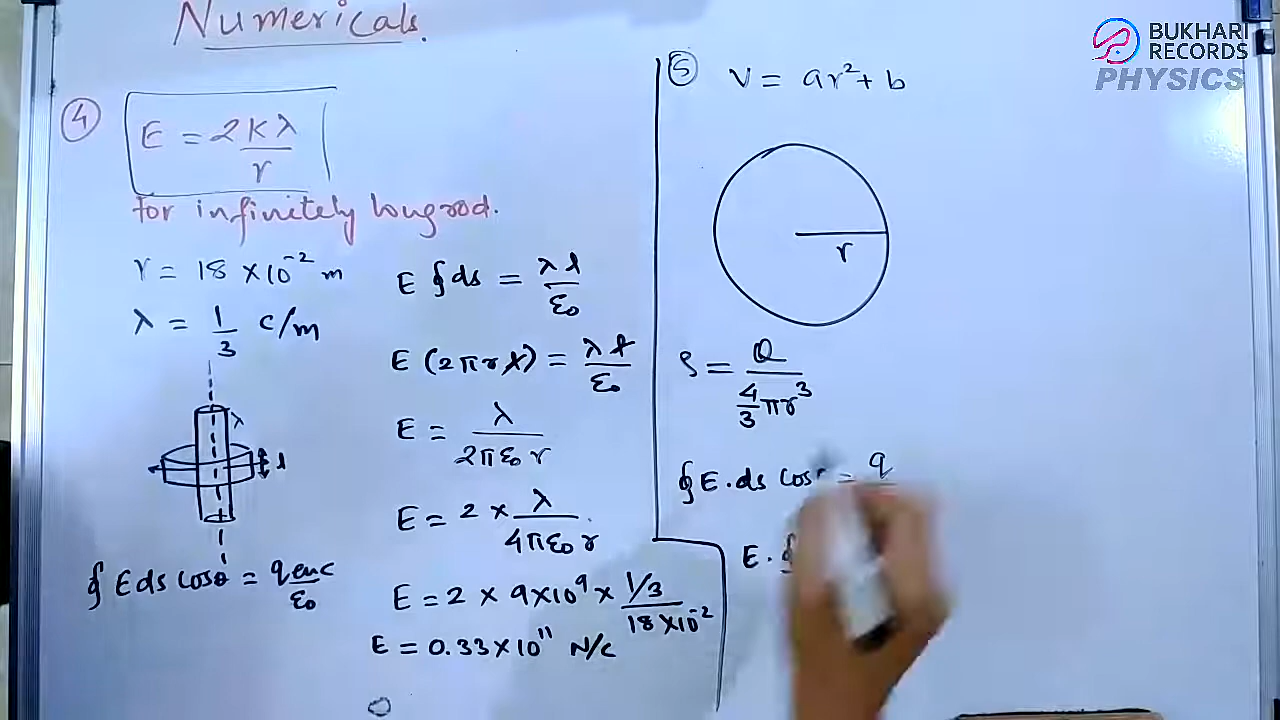 Numericals.
BUKHARI
RECORDS
PHYSICS
④ E = 2Kλ/r
for infinitely long rod.
r = 18 × 10⁻² m
λ = 1/3 C/m
λ
l
∮ E ds cosθ = q enc/ε₀
E ∮ ds = λl/ε₀
E (2πrl) = λl/ε₀
E = λ/2πε₀r
E = 2 × λ/4πε₀r
E = 2 × 9×10⁹ × 1/3/18×10⁻²
E = 0.33×10¹¹ N/C
⑤ V = ar² + b
r
ρ = Q/(4/3)πr³
∮ E . ds cos = q
E . ∮